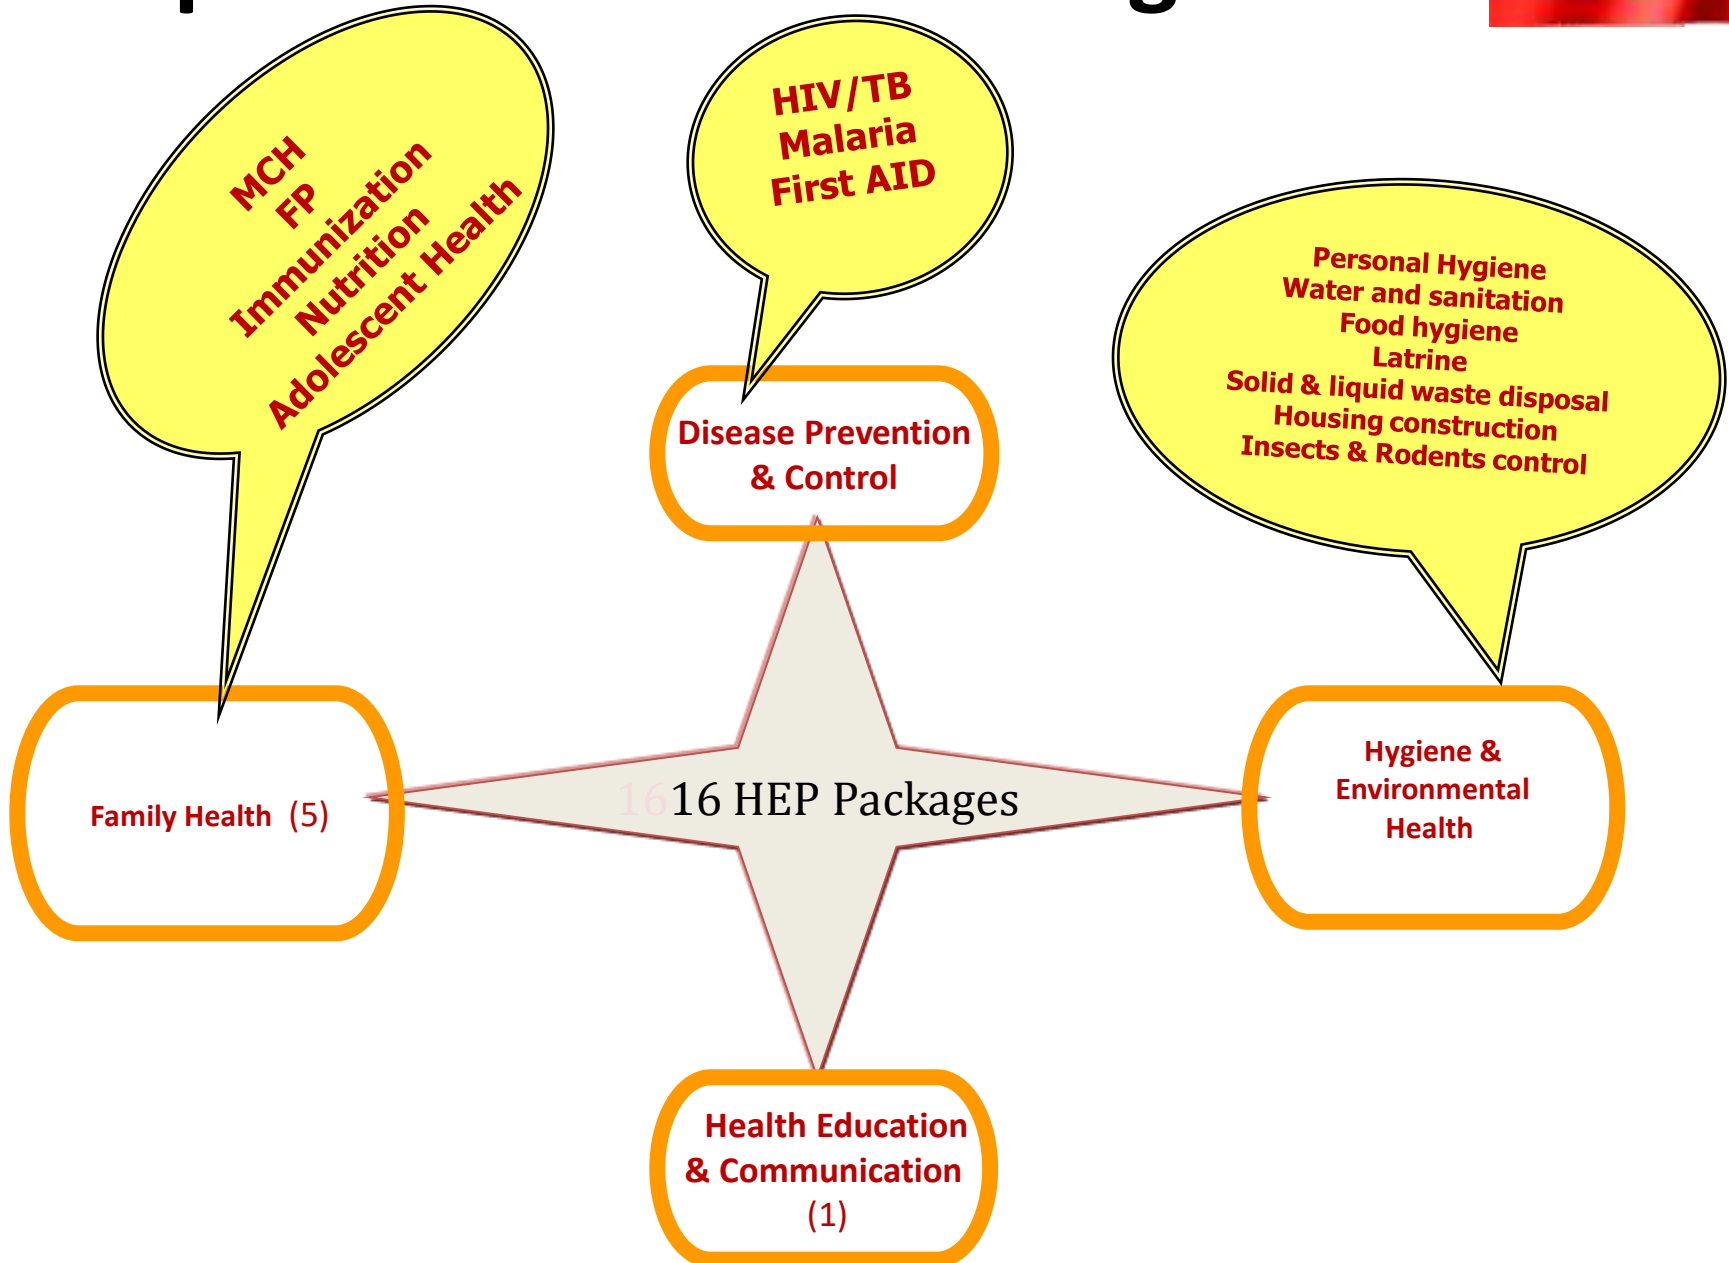 MCH
FP
Immunization
Nutrition
Adolescent Health
HIV/TB
Malaria
First AID
Personal Hygiene
Water and sanitation
Food hygiene
Latrine
Solid & liquid waste disposal
Housing construction
Insects & Rodents control
Disease Prevention
& Control
Family Health (5)
1616 HEP Packages
Hygiene &
Environmental
Health
Health Education
& Communication
(1)